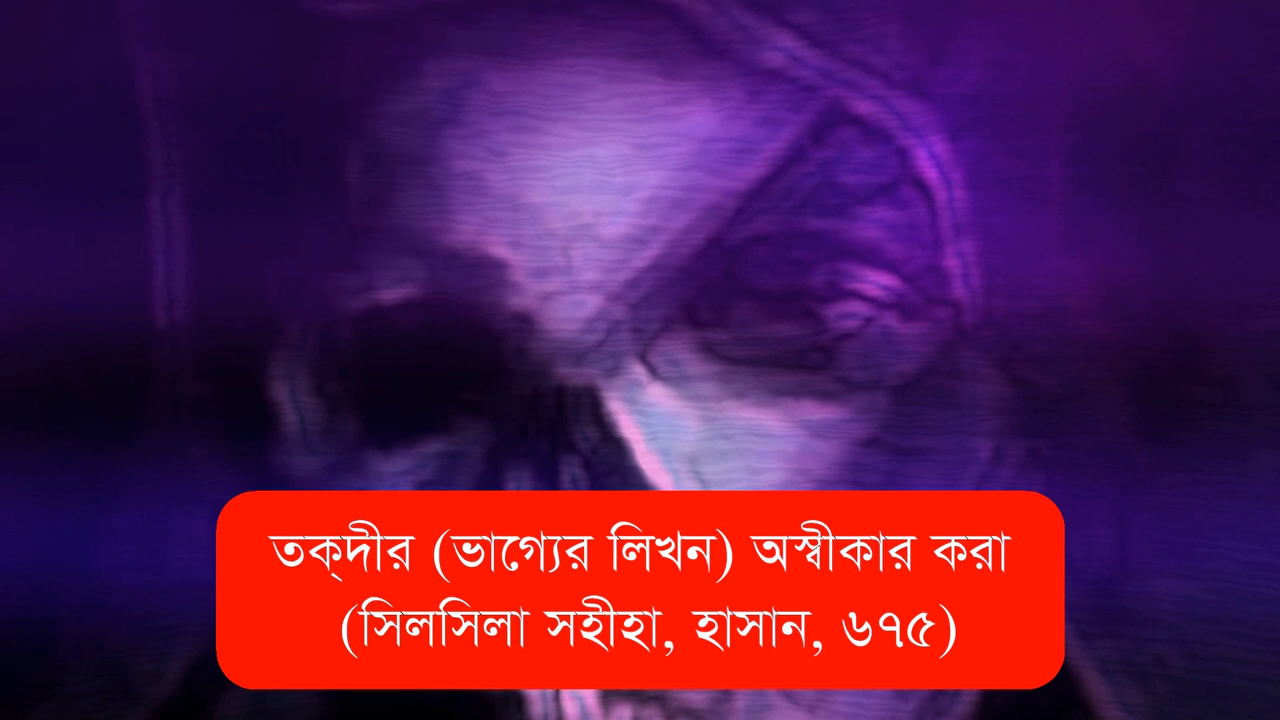 তক্‌দীর (ভাগ্যের লিখন) অস্বীকার করা
(সিলসিলা সহীহা, হাসান, ৬৭৫)